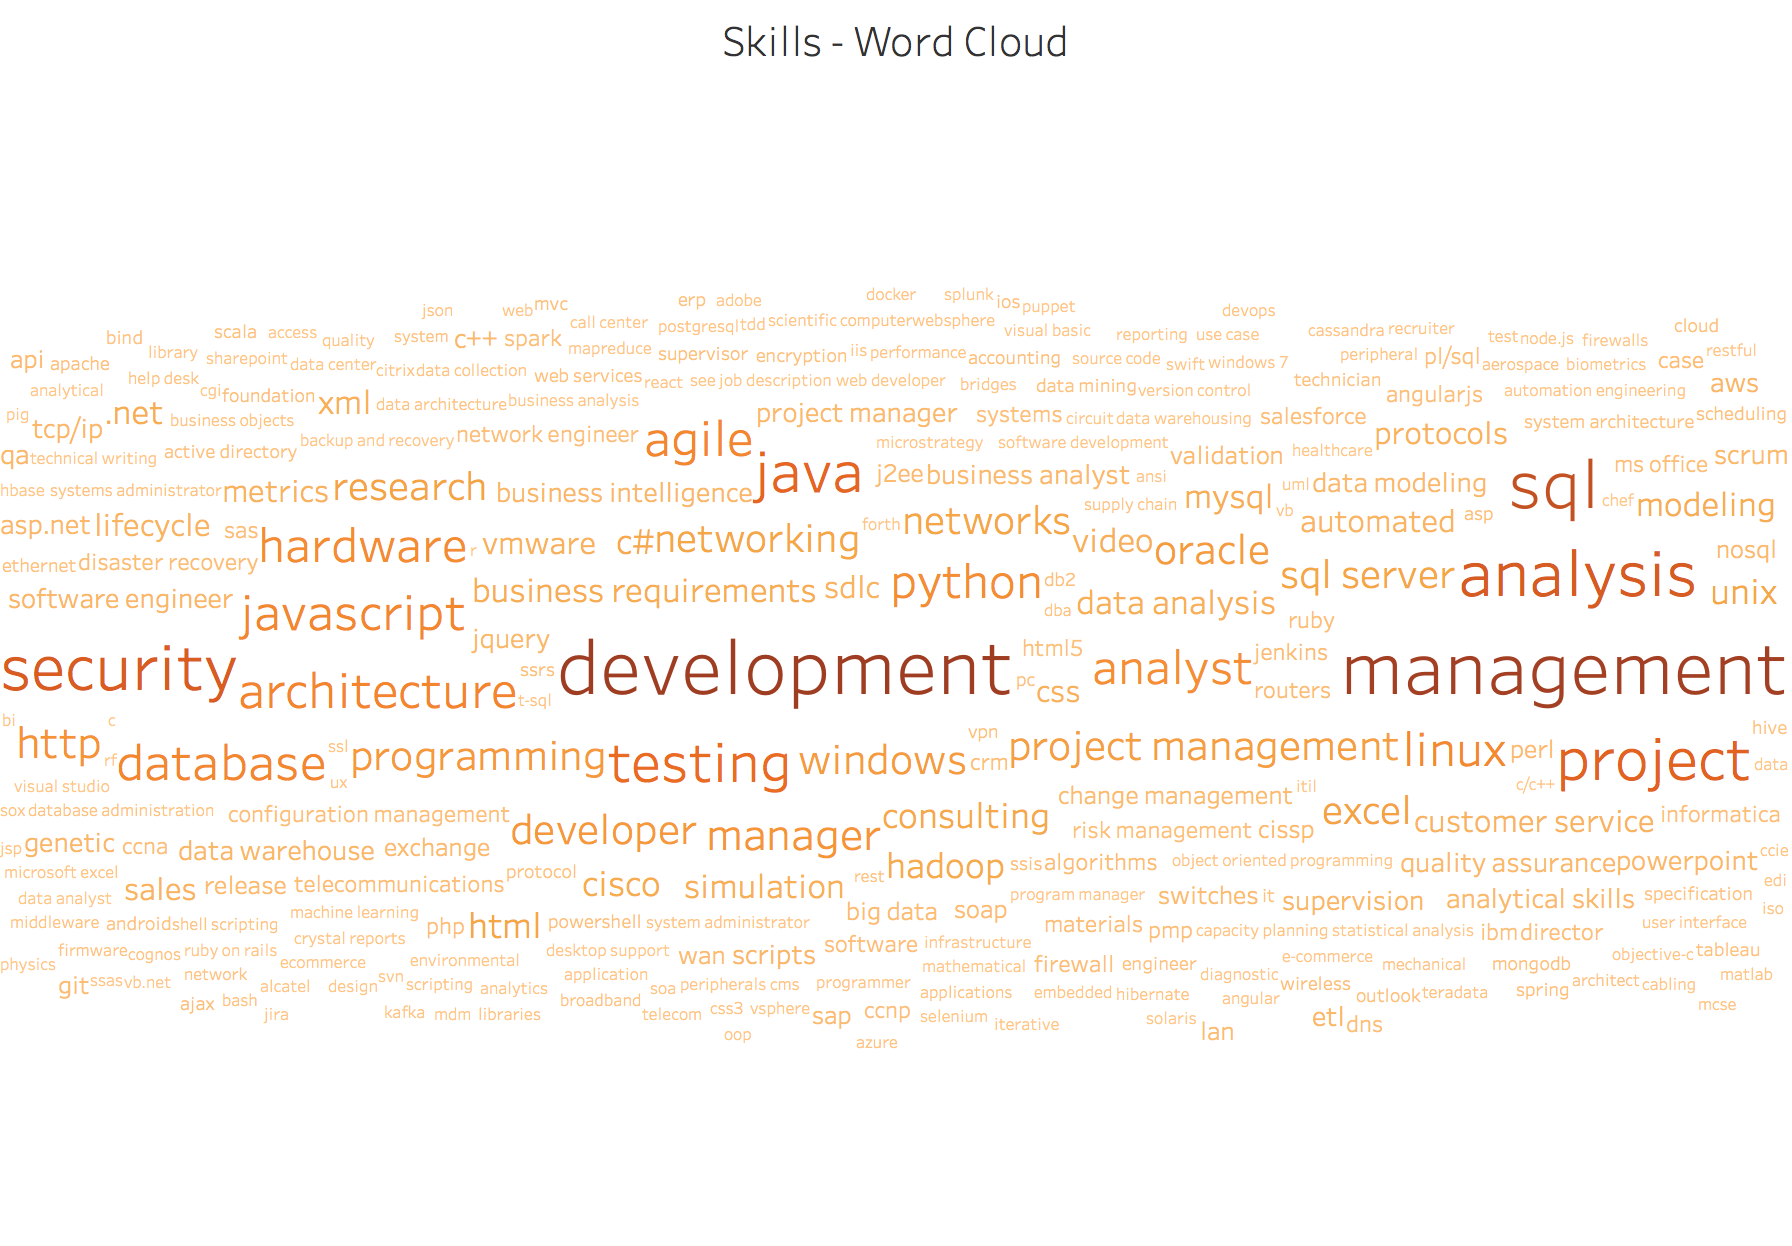 Skills - Word Cloud
docker splunk
erp adobe ios puppet
json web mvc devops
call center postgresql tdd scientific computer websphere
bind scala access quality system c++ spark visual basic reporting use case cassandra recruiter test node.js firewalls cloud
library sharepoint mapreduce supervisor encryption iis performance accounting source code swift windows 7 peripheral pl/sql aerospace biometrics case restful
api apache data center citrix data collection web services
analytical help desk cgi foundation react see job description web developer bridges data mining version control technician angularjs automation engineering aws
pig tcp/ip .net business objects xml data architecture business analysis project manager systems circuit data warehousing salesforce protocols system architecture scheduling
backup and recovery network engineer agile . microstrategy software development validation healthcare
qa technical writing active directory java j2ee business analyst ansi sql ms office scrum
hbase systems administrator metrics research business intelligence supply chain mysql uml data modeling chef modeling
asp.net lifecycle sas forth networks vb automated asp
ethernet disaster recovery hardware r vmware c# networking video oracle nosql
software engineer business requirements sdlc python db2 data analysis sql server analysis unix
javascript dba ruby
jquery html5 jenkins
security architecture ssrs t-sql development pc css analyst routers management
bi c vpn hive
http rf database ssl programming testing windows crm project management linux perl project data
visual studio ux c/c++
sox database administration configuration management consulting change management itil excel customer service informatica
jsp genetic ccna data warehouse exchange developer manager risk management cissp ccie
microsoft excel protocol hadoop ssis algorithms object oriented programming quality assurance powerpoint
data analyst sales release telecommunications cisco simulation rest program manager switches it supervision analytical skills specification edi
middleware android shell scripting machine learning php html powershell system administrator big data soap materials pmp capacity planning statistical analysis ibm director user interface iso
physics firmware cognos ruby on rails crystal reports ecommerce environmental desktop support wan scripts software infrastructure e-commerce objective-c tableau
mathematical firewall engineer diagnostic mechanical mongodb
git ssas vb.net network alcatel design svn scripting analytics application soa peripherals cms programmer applications embedded hibernate angular wireless outlook teradata spring architect cabling matlab
ajax bash broadband mcse
jira kafka mdm libraries telecom css3 vsphere sap ccnp selenium iterative solaris lan etl dns
oop azure